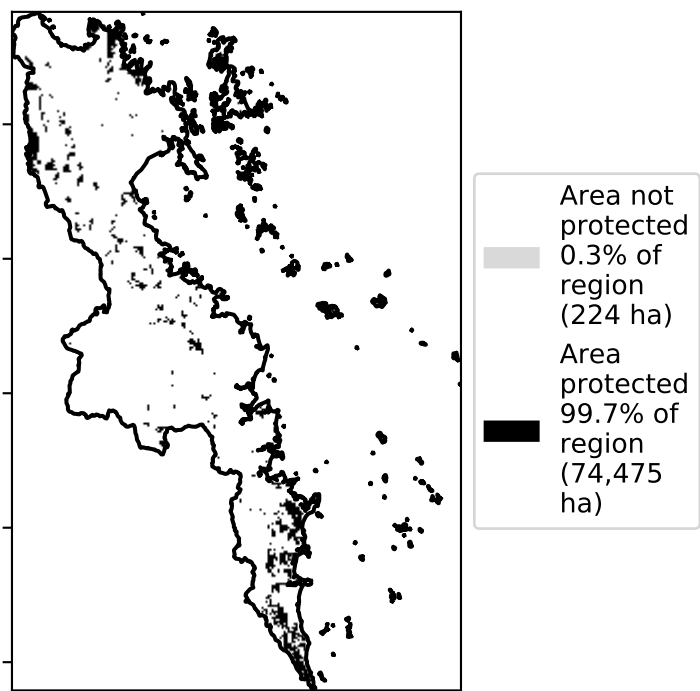 Area not
protected
0.3% of
region
(224 ha)
Area
protected
99.7% of
region
(74,475
ha)